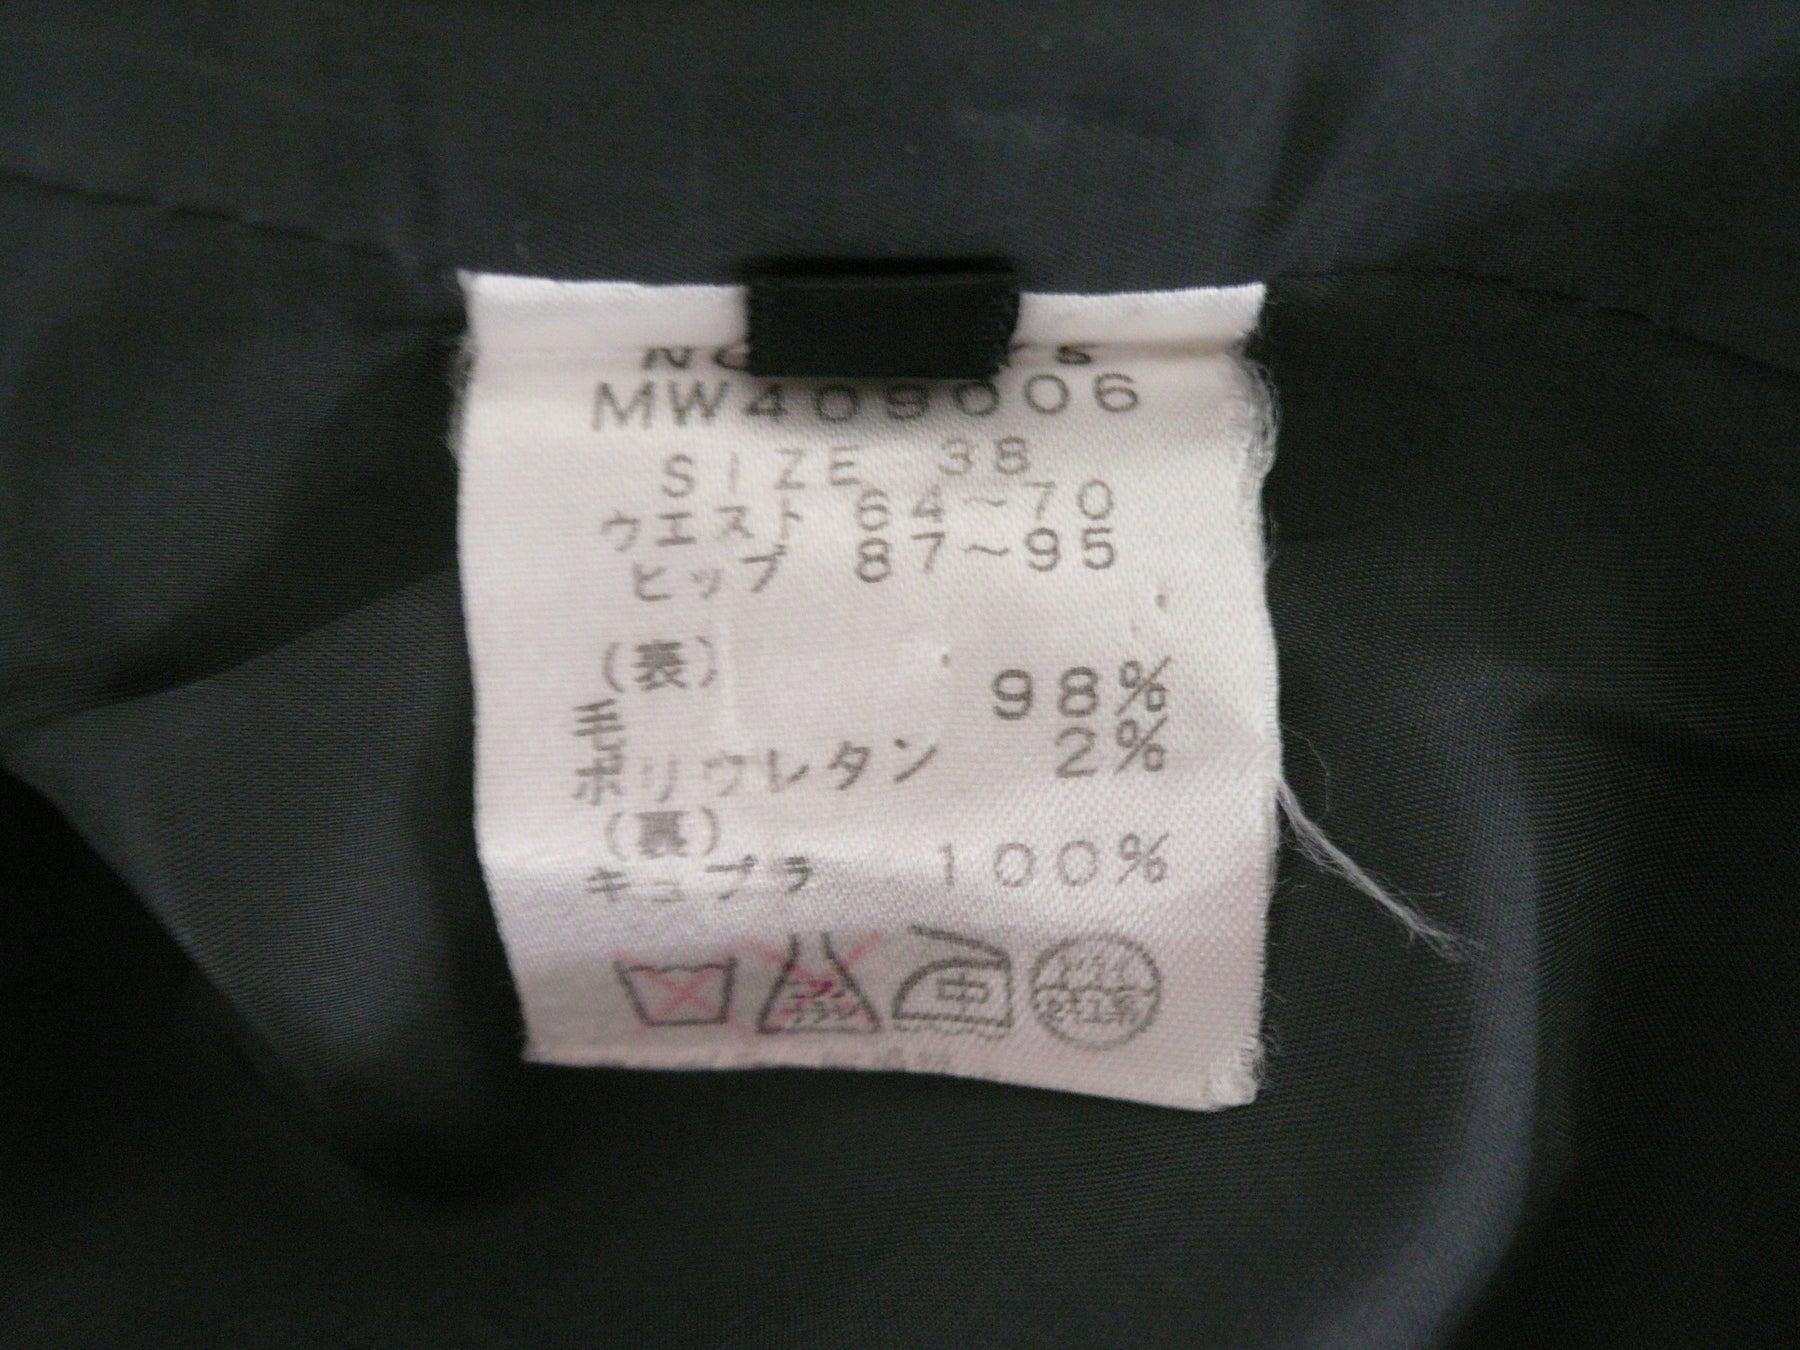 MW409006
SIZE 38
ウエスト 64~70
ヒップ 87~95
(表)
毛 98%
ポリウレタン 2%
(裏)
キュプラ 100%
中